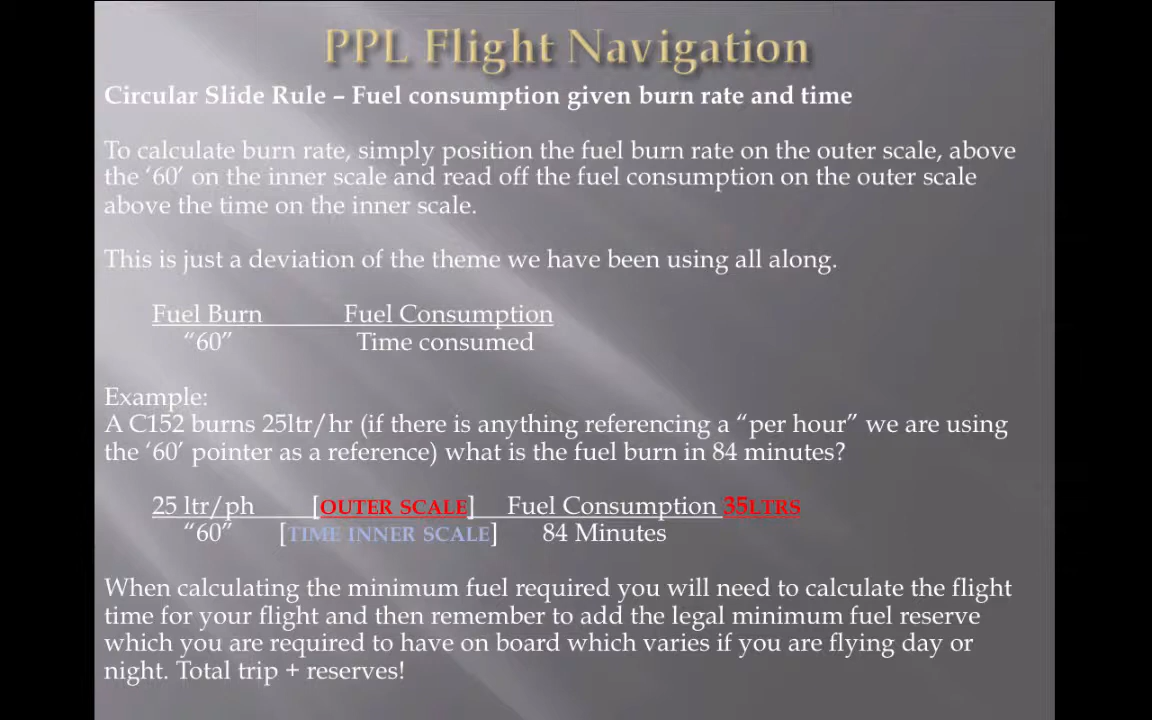 PPL Flight Navigation
Circular Slide Rule – Fuel consumption given burn rate and time
To calculate burn rate, simply position the fuel burn rate on the outer scale, above
the ‘60’ on the inner scale and read off the fuel consumption on the outer scale
above the time on the inner scale.
This is just a deviation of the theme we have been using all along.
Fuel Burn Fuel Consumption
“60” Time consumed
Example:
A C152 burns 25ltr/hr (if there is anything referencing a “per hour” we are using
the ‘60’ pointer as a reference) what is the fuel burn in 84 minutes?
25 ltr/ph [OUTER SCALE] Fuel Consumption 35LTRS
“60” [TIME INNER SCALE] 84 Minutes
When calculating the minimum fuel required you will need to calculate the flight
time for your flight and then remember to add the legal minimum fuel reserve
which you are required to have on board which varies if you are flying day or
night. Total trip + reserves!